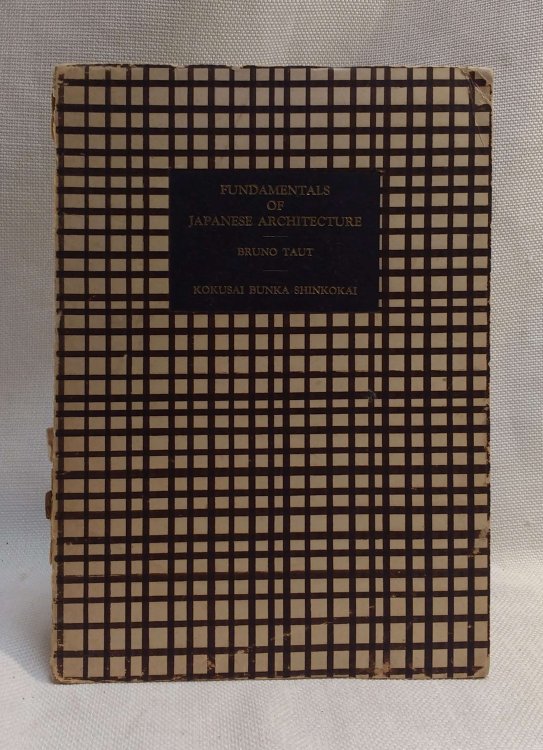 FUNDAMENTALS
OF
JAPANESE ARCHITECTURE
BRUNO TAUT
KOKUSAI BUNKA SHINKOKAI